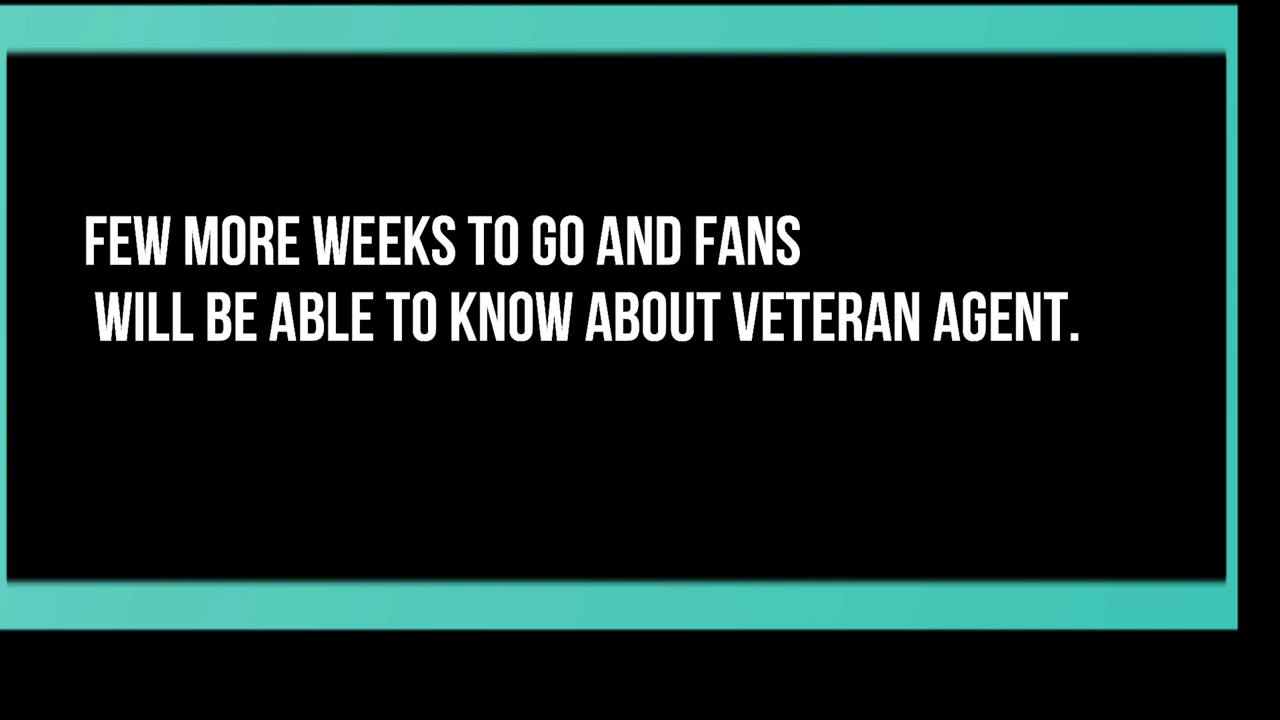 FEW MORE WEEKS TO GO AND FANS
WILL BE ABLE TO KNOW ABOUT VETERAN AGENT.